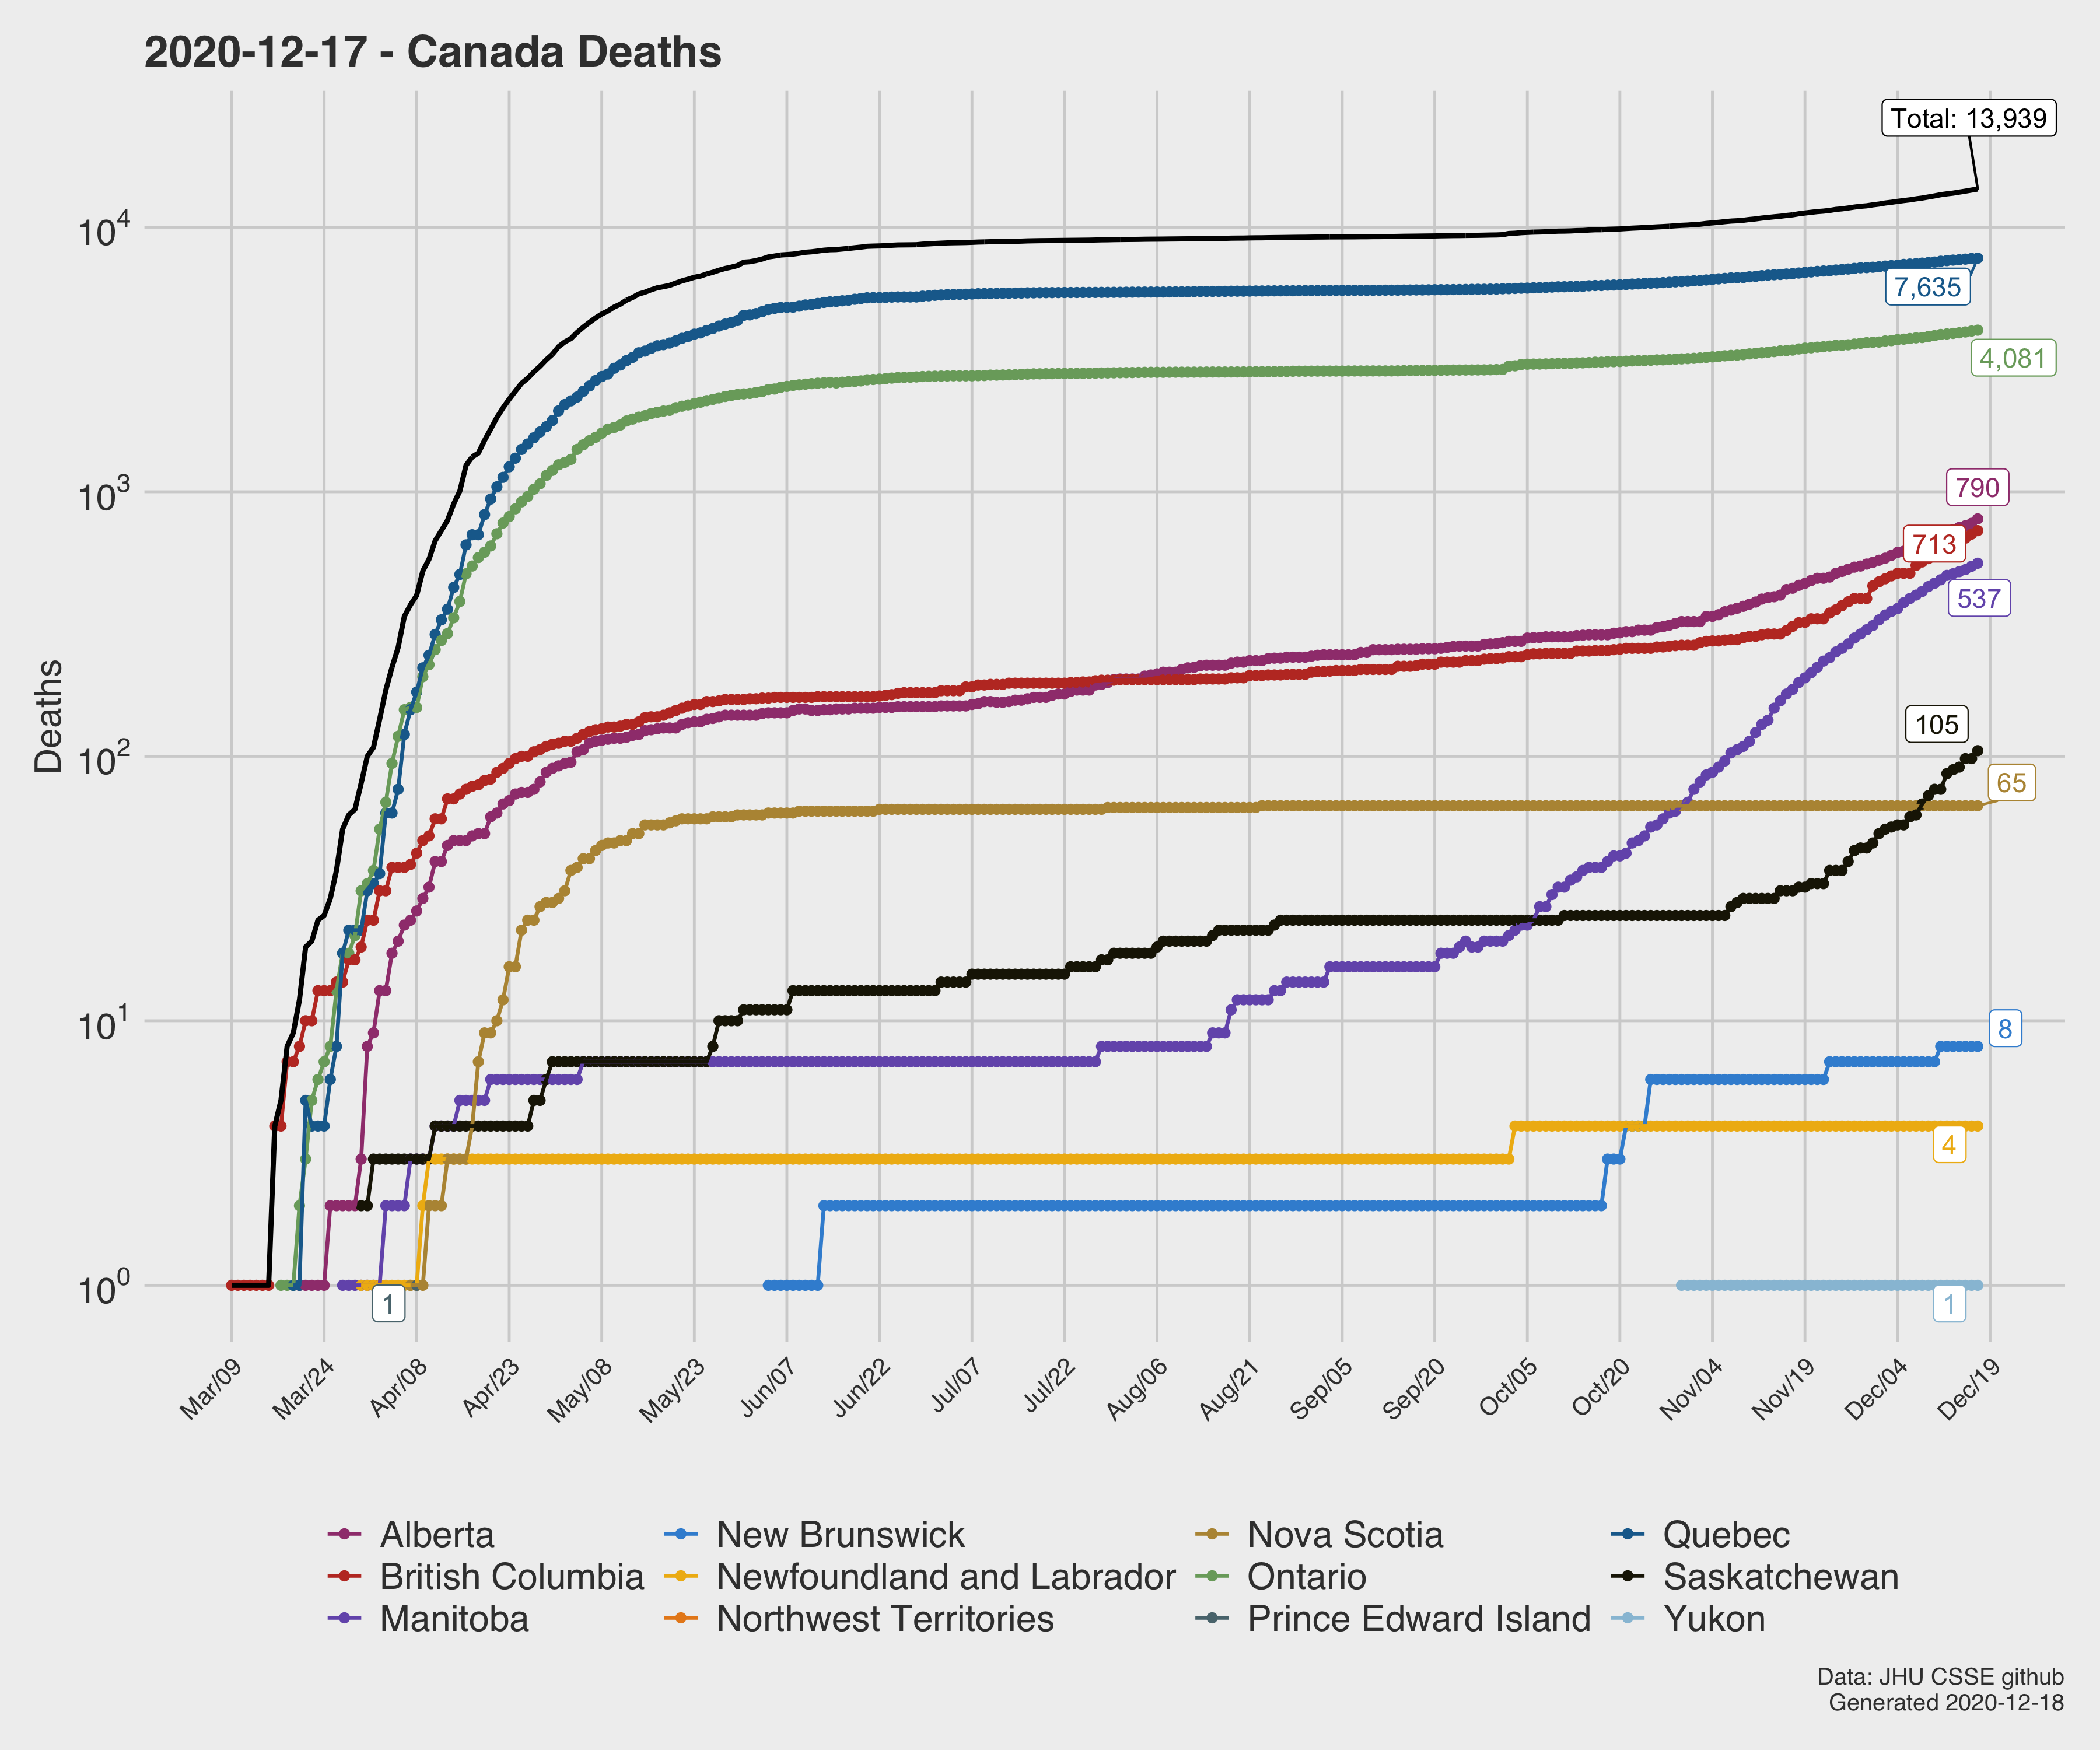 2020-12-17 - Canada Deaths
Total: 13,939
10^4
7,635
4,081
10^3
790
713
537
Deaths
10^2
105
65
10^1
8
4
10^0
1
1
Mar/09
Mar/24
Apr/08
Apr/23
May/08
May/23
Jun/07
Jun/22
Jul/07
Jul/22
Aug/06
Aug/21
Sep/05
Sep/20
Oct/05
Oct/20
Nov/04
Nov/19
Dec/04
Dec/19
Alberta
New Brunswick
Nova Scotia
Quebec
British Columbia
Newfoundland and Labrador
Ontario
Saskatchewan
Manitoba
Northwest Territories
Prince Edward Island
Yukon
Data: JHU CSSE github
Generated 2020-12-18